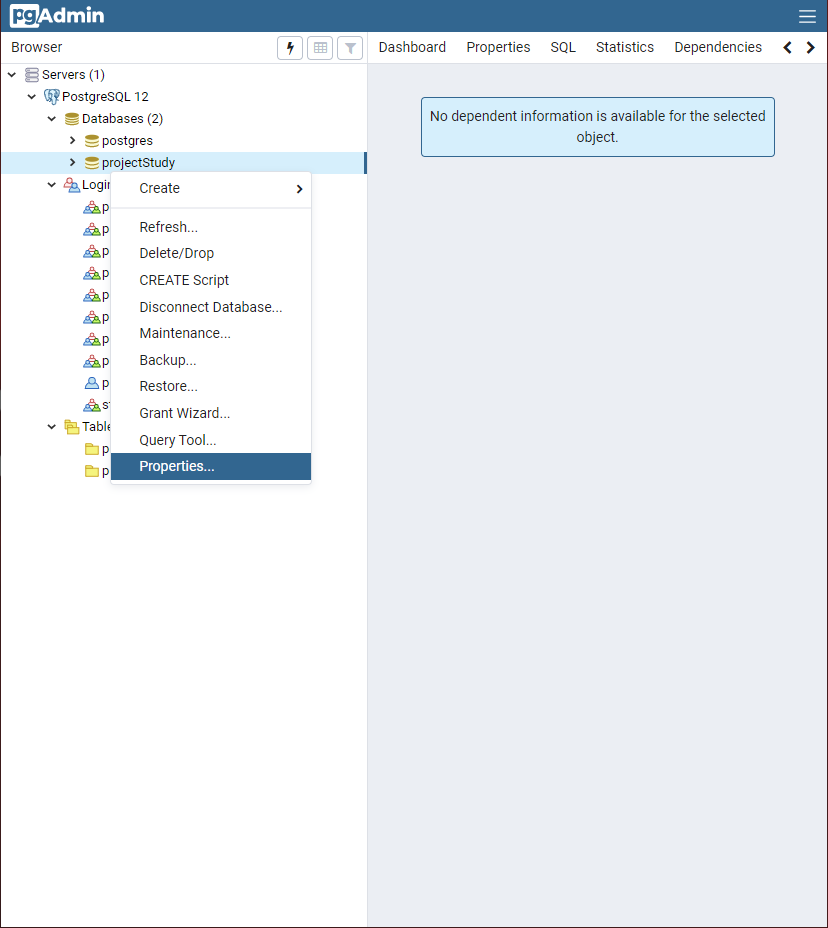 pgAdmin
Browser
Dashboard Properties SQL Statistics Dependencies
Servers (1)
PostgreSQL 12
Databases (2)
postgres
projectStudy
Create
Refresh...
Delete/Drop
CREATE Script
Disconnect Database...
Maintenance...
Backup...
Restore...
Grant Wizard...
Query Tool...
Properties...
No dependent information is available for the selected
object.